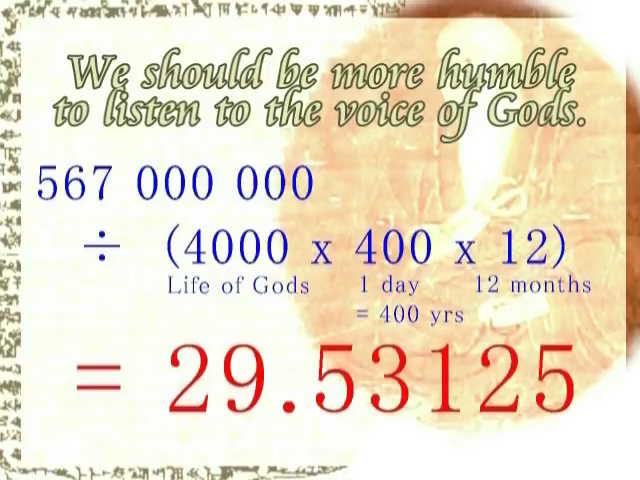 We should be more humble
to listen to the voice of Gods.
567 000 000
÷ (4000 x 400 x 12)
Life of Gods 1 day 12 months
= 400 yrs
= 29.53125